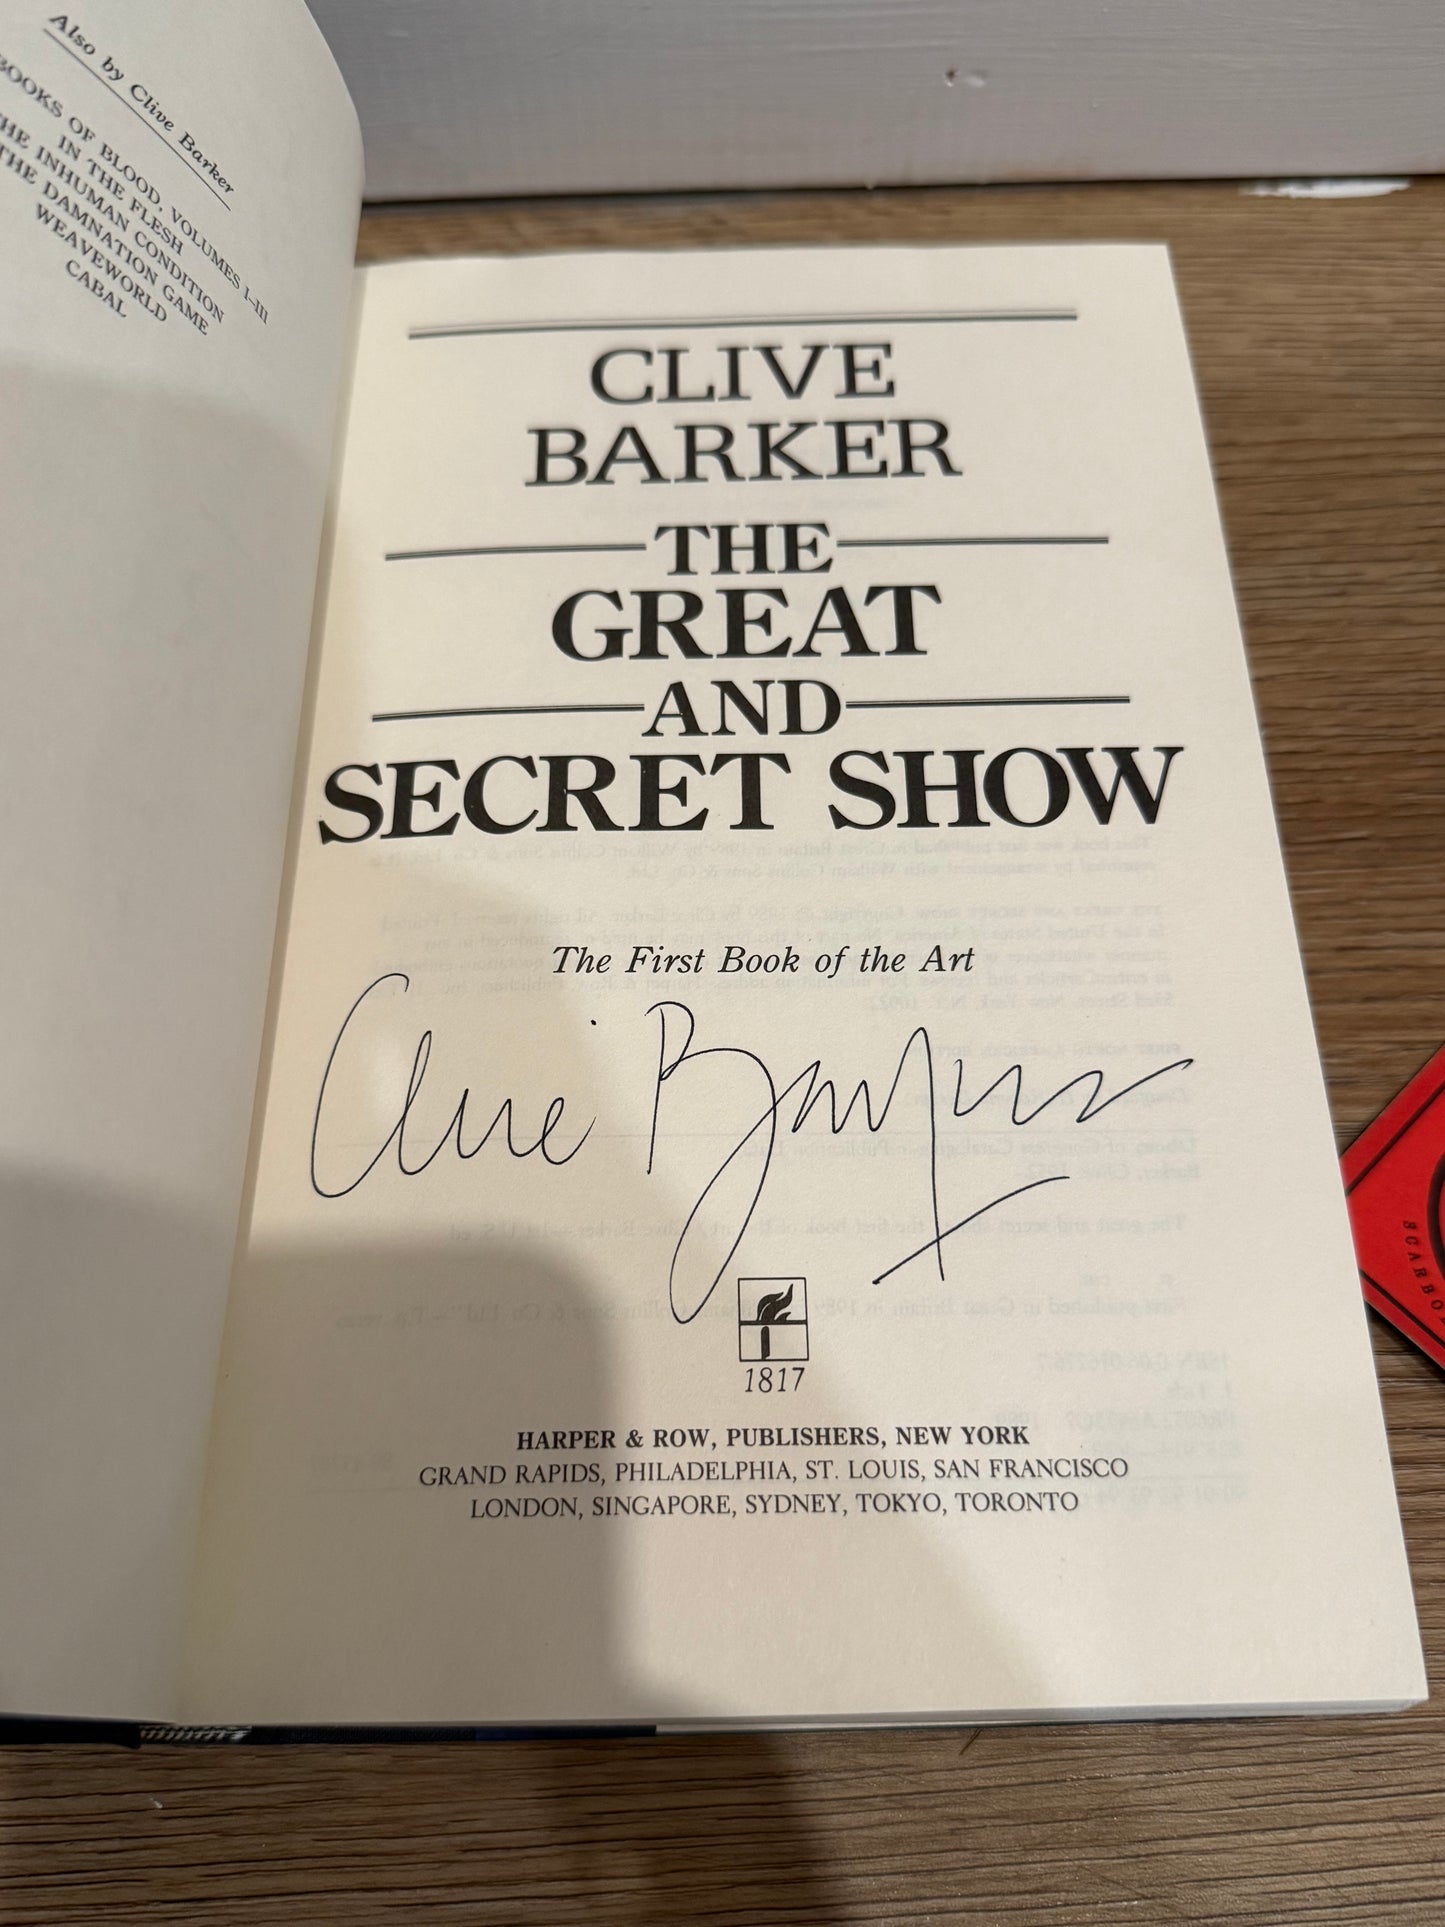 Also by Clive Barker
BOOKS OF BLOOD, VOLUMES I–III
IN THE FLESH
THE INHUMAN CONDITION
THE DAMNATION GAME
WEAVEWORLD
CABAL
CLIVE
BARKER
THE
GREAT
AND
SECRET SHOW
The First Book of the Art
Clive Barker
1817
HARPER & ROW, PUBLISHERS, NEW YORK
GRAND RAPIDS, PHILADELPHIA, ST. LOUIS, SAN FRANCISCO
LONDON, SINGAPORE, SYDNEY, TOKYO, TORONTO